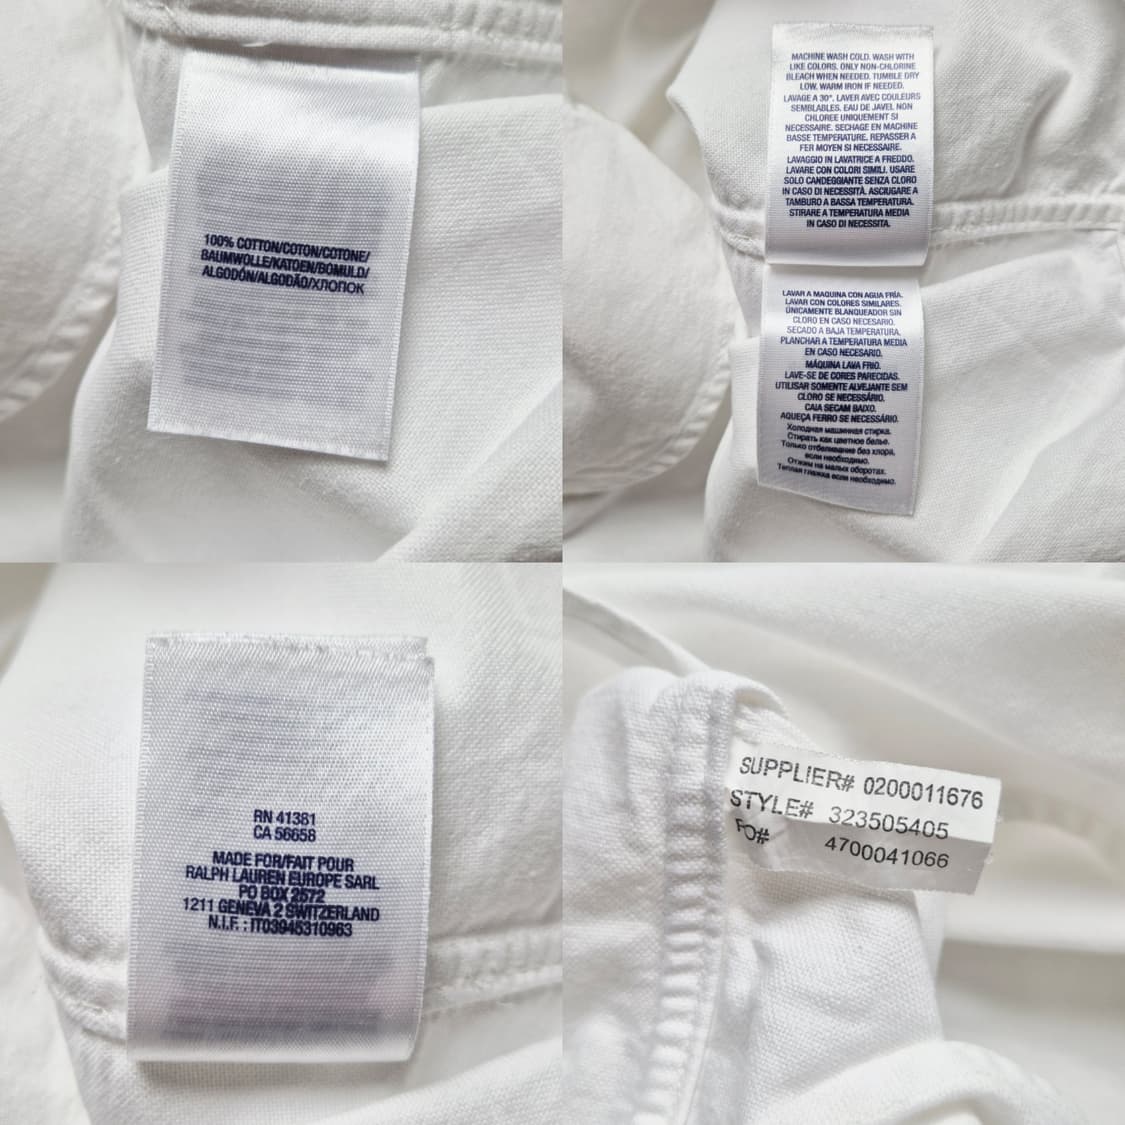 100% COTTON/COTON/COTONE/
BAUMWOLLE/KATOEN/BOMULD/
ALGODÓN/ALGODÃO/ХЛОПОК
MACHINE WASH COLD. WASH WITH
LIKE COLORS. ONLY NON-CHLORINE
BLEACH WHEN NEEDED. TUMBLE DRY
LOW. WARM IRON IF NEEDED.
LAVAGE A 30°. LAVER AVEC COULEURS
SEMBLABLES. EAU DE JAVEL NON
CHLOREE UNIQUEMENT SI
NECESSAIRE. SECHAGE EN MACHINE
BASSE TEMPERATURE. REPASSER A
FER MOYEN SI NECESSAIRE.
LAVAGGIO IN LAVATRICE A FREDDO.
LAVARE CON COLORI SIMILI. USARE
SOLO CANDEGGIANTE SENZA CLORO
IN CASO DI NECESSITÀ. ASCIUGARE A
TAMBURO A BASSA TEMPERATURA.
STIRARE A TEMPERATURA MEDIA
IN CASO DI NECESSITA.
LAVAR A MAQUINA CON AGUA FRÍA.
LAVAR CON COLORES SIMILARES.
ÚNICAMENTE BLANQUEADOR SIN
CLORO EN CASO NECESARIO.
SECADO A BAJA TEMPERATURA.
PLANCHAR A TEMPERATURA MEDIA
EN CASO NECESARIO.
MÁQUINA LAVA FRIO.
LAVE-SE DE CORES PARECIDAS.
UTILISAR SOMENTE ALVEJANTE SEM
CLORO SE NECESSÁRIO.
CAIA SECAM BAIXO.
AQUEÇA FERRO SE NECESSÁRIO.
Холодная машинная стирка.
Стирать как цветное белье.
Только отбеливание без хлора,
если необходимо.
Отжим на малых оборотах.
Теплая глажка если необходимо.
RN 41381
CA 56658
MADE FOR/FAIT POUR
RALPH LAUREN EUROPE SARL
PO BOX 2572
1211 GENEVA 2 SWITZERLAND
N.I.F. : IT03945310963
SUPPLIER# 0200011676
STYLE# 323505405
PO# 4700041066